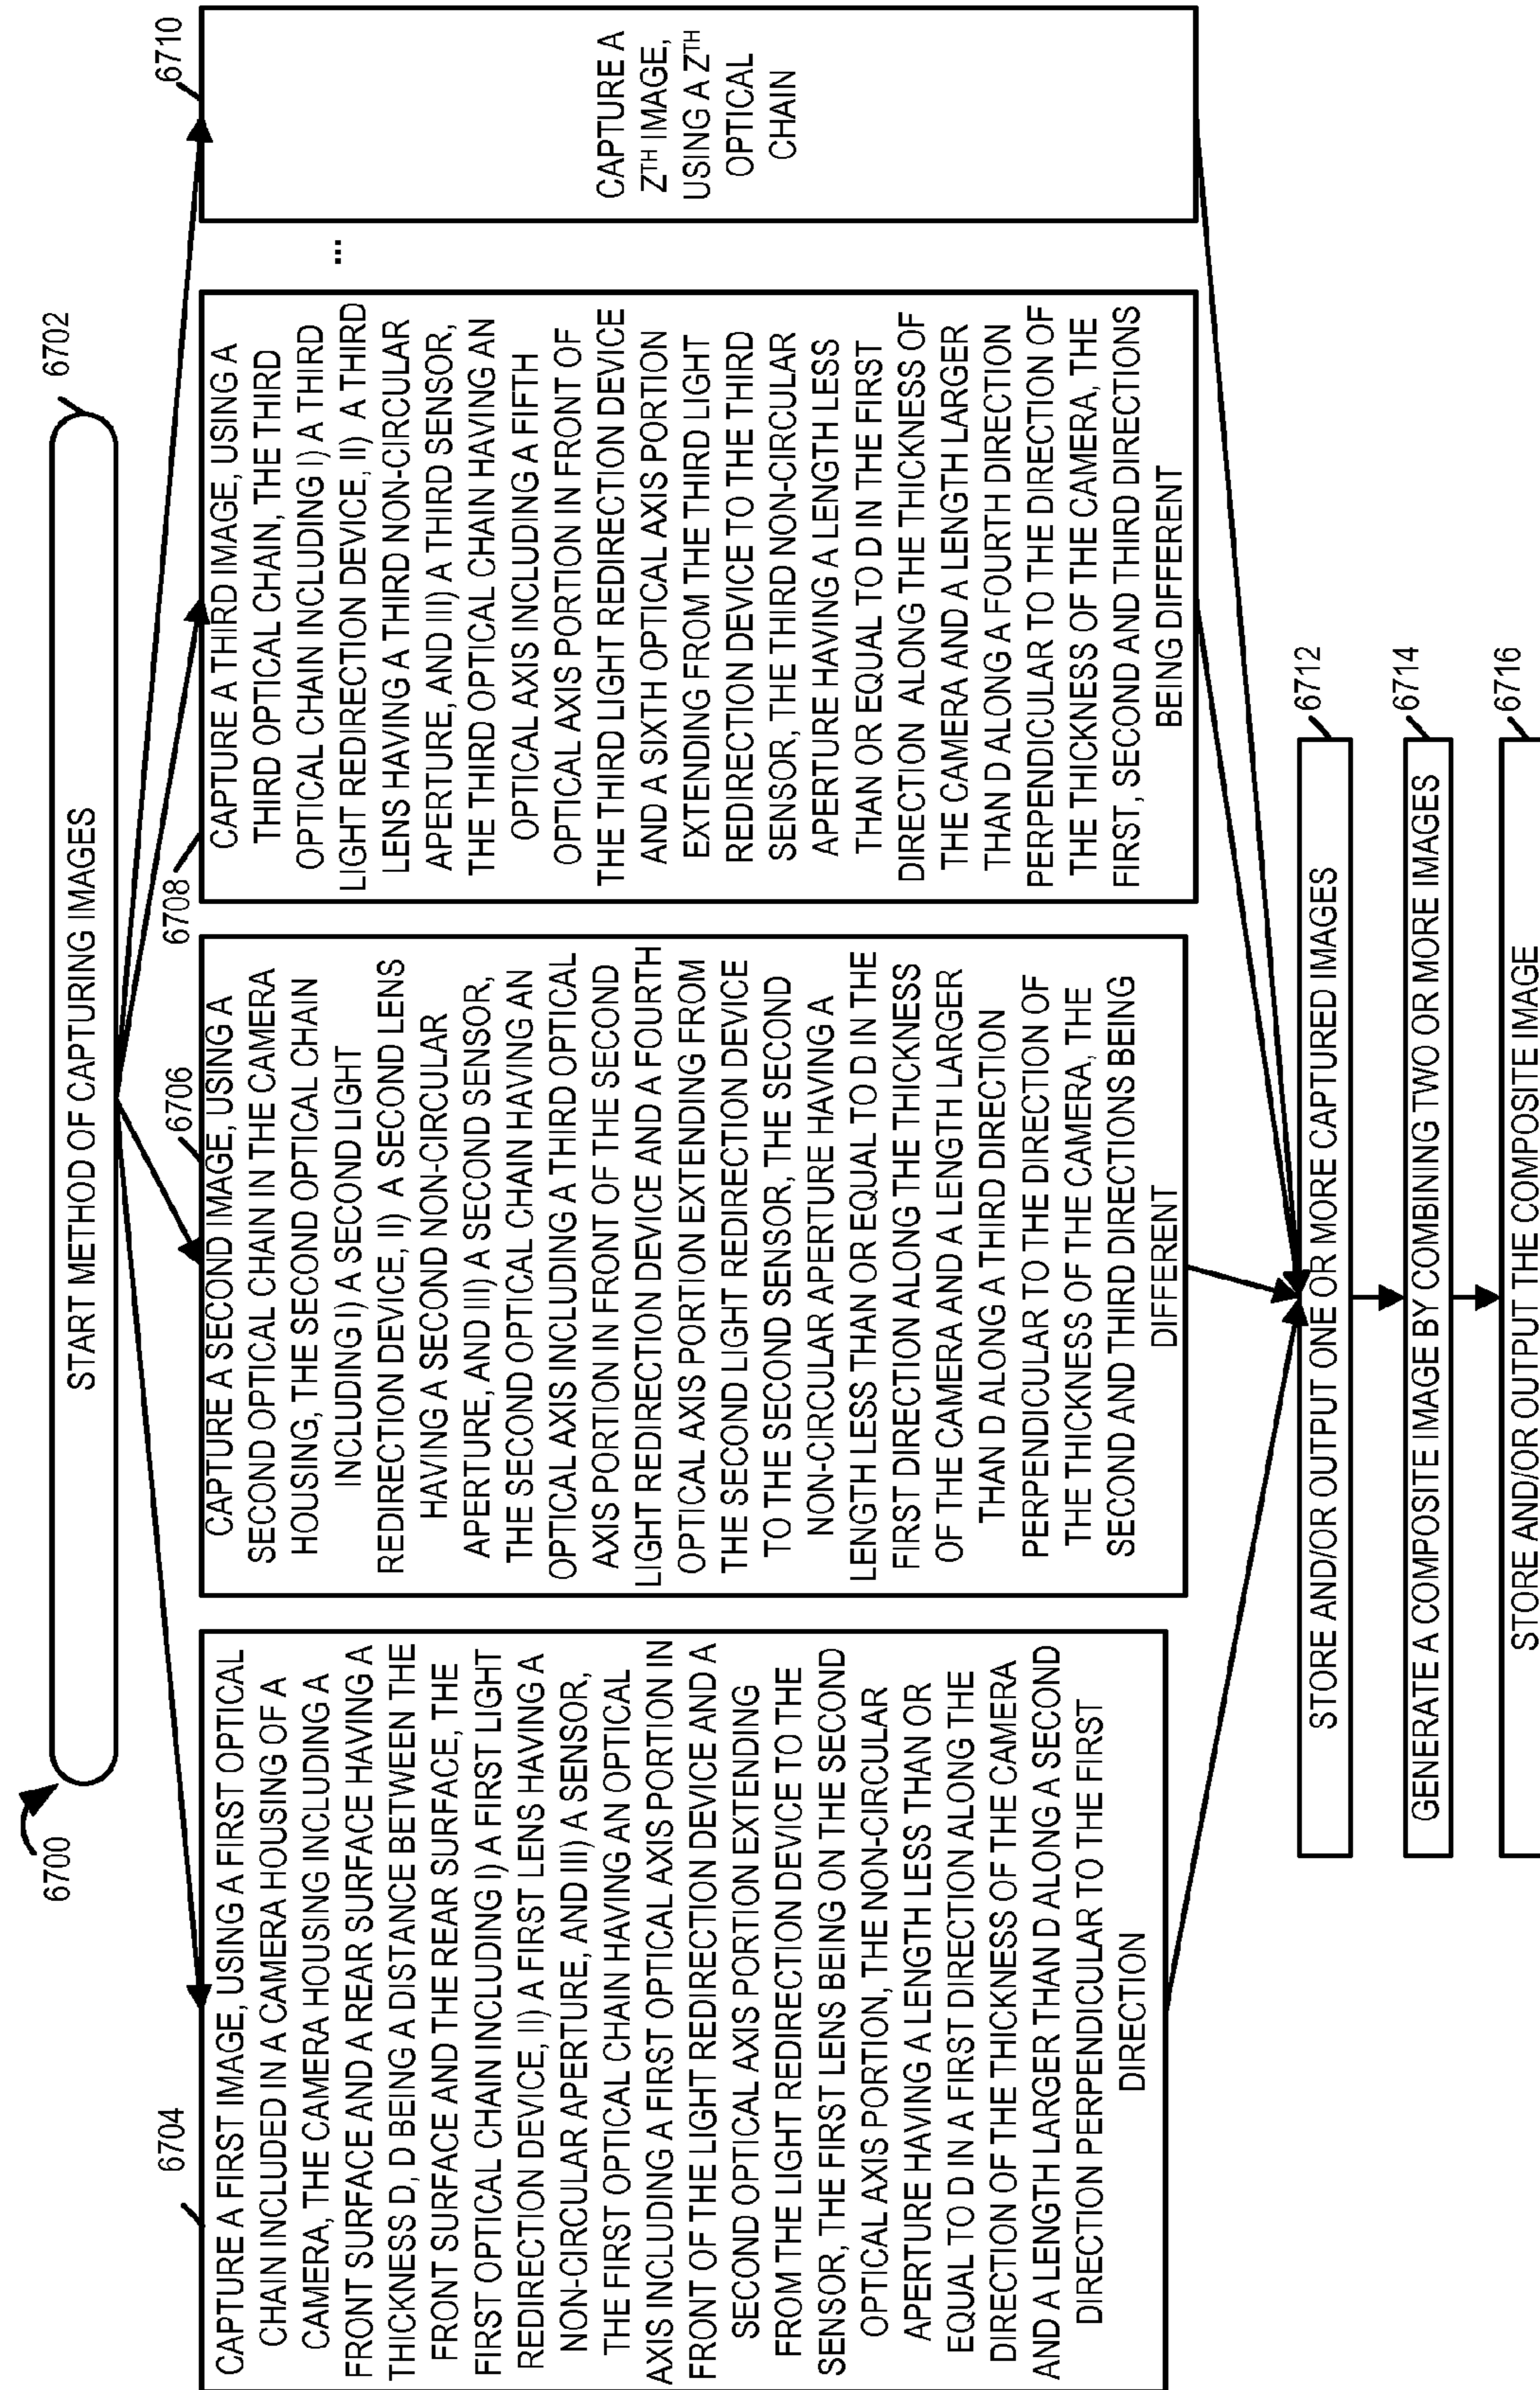 6700
START METHOD OF CAPTURING IMAGES
6702
6704
CAPTURE A FIRST IMAGE, USING A FIRST OPTICAL
CHAIN INCLUDED IN A CAMERA HOUSING OF A
CAMERA, THE CAMERA HOUSING INCLUDING A
FRONT SURFACE AND A REAR SURFACE HAVING A
THICKNESS D, D BEING A DISTANCE BETWEEN THE
FRONT SURFACE AND THE REAR SURFACE, THE
FIRST OPTICAL CHAIN INCLUDING I) A FIRST LIGHT
REDIRECTION DEVICE, II) A FIRST LENS HAVING A
NON-CIRCULAR APERTURE, AND III) A SENSOR,
THE FIRST OPTICAL CHAIN HAVING AN OPTICAL
AXIS INCLUDING A FIRST OPTICAL AXIS PORTION IN
FRONT OF THE LIGHT REDIRECTION DEVICE AND A
SECOND OPTICAL AXIS PORTION EXTENDING
FROM THE LIGHT REDIRECTION DEVICE TO THE
SENSOR, THE FIRST LENS BEING ON THE SECOND
OPTICAL AXIS PORTION, THE NON-CIRCULAR
APERTURE HAVING A LENGTH LESS THAN OR
EQUAL TO D IN A FIRST DIRECTION ALONG THE
DIRECTION OF THE THICKNESS OF THE CAMERA
AND A LENGTH LARGER THAN D ALONG A SECOND
DIRECTION PERPENDICULAR TO THE FIRST
DIRECTION
6706
CAPTURE A SECOND IMAGE, USING A
SECOND OPTICAL CHAIN IN THE CAMERA
HOUSING, THE SECOND OPTICAL CHAIN
INCLUDING I) A SECOND LIGHT
REDIRECTION DEVICE, II) A SECOND LENS
HAVING A SECOND NON-CIRCULAR
APERTURE, AND III) A SECOND SENSOR,
THE SECOND OPTICAL CHAIN HAVING AN
OPTICAL AXIS INCLUDING A THIRD OPTICAL
AXIS PORTION IN FRONT OF THE SECOND
LIGHT REDIRECTION DEVICE AND A FOURTH
OPTICAL AXIS PORTION EXTENDING FROM
THE SECOND LIGHT REDIRECTION DEVICE
TO THE SECOND SENSOR, THE SECOND
NON-CIRCULAR APERTURE HAVING A
LENGTH LESS THAN OR EQUAL TO D IN THE
FIRST DIRECTION ALONG THE THICKNESS
OF THE CAMERA AND A LENGTH LARGER
THAN D ALONG A THIRD DIRECTION
PERPENDICULAR TO THE DIRECTION OF
THE THICKNESS OF THE CAMERA, THE
SECOND AND THIRD DIRECTIONS BEING
DIFFERENT
6708
CAPTURE A THIRD IMAGE, USING A
THIRD OPTICAL CHAIN, THE THIRD
OPTICAL CHAIN INCLUDING I) A THIRD
LIGHT REDIRECTION DEVICE, II) A THIRD
LENS HAVING A THIRD NON-CIRCULAR
APERTURE, AND III) A THIRD SENSOR,
THE THIRD OPTICAL CHAIN HAVING AN
OPTICAL AXIS INCLUDING A FIFTH
OPTICAL AXIS PORTION IN FRONT OF
THE THIRD LIGHT REDIRECTION DEVICE
AND A SIXTH OPTICAL AXIS PORTION
EXTENDING FROM THE THIRD LIGHT
REDIRECTION DEVICE TO THE THIRD
SENSOR, THE THIRD NON-CIRCULAR
APERTURE HAVING A LENGTH LESS
THAN OR EQUAL TO D IN THE FIRST
DIRECTION ALONG THE THICKNESS OF
THE CAMERA AND A LENGTH LARGER
THAN D ALONG A FOURTH DIRECTION
PERPENDICULAR TO THE DIRECTION OF
THE THICKNESS OF THE CAMERA, THE
FIRST, SECOND AND THIRD DIRECTIONS
BEING DIFFERENT
...
6710
CAPTURE A
ZTH IMAGE,
USING A ZTH
OPTICAL
CHAIN
STORE AND/OR OUTPUT ONE OR MORE CAPTURED IMAGES
6712
GENERATE A COMPOSITE IMAGE BY COMBINING TWO OR MORE IMAGES
6714
STORE AND/OR OUTPUT THE COMPOSITE IMAGE
6716